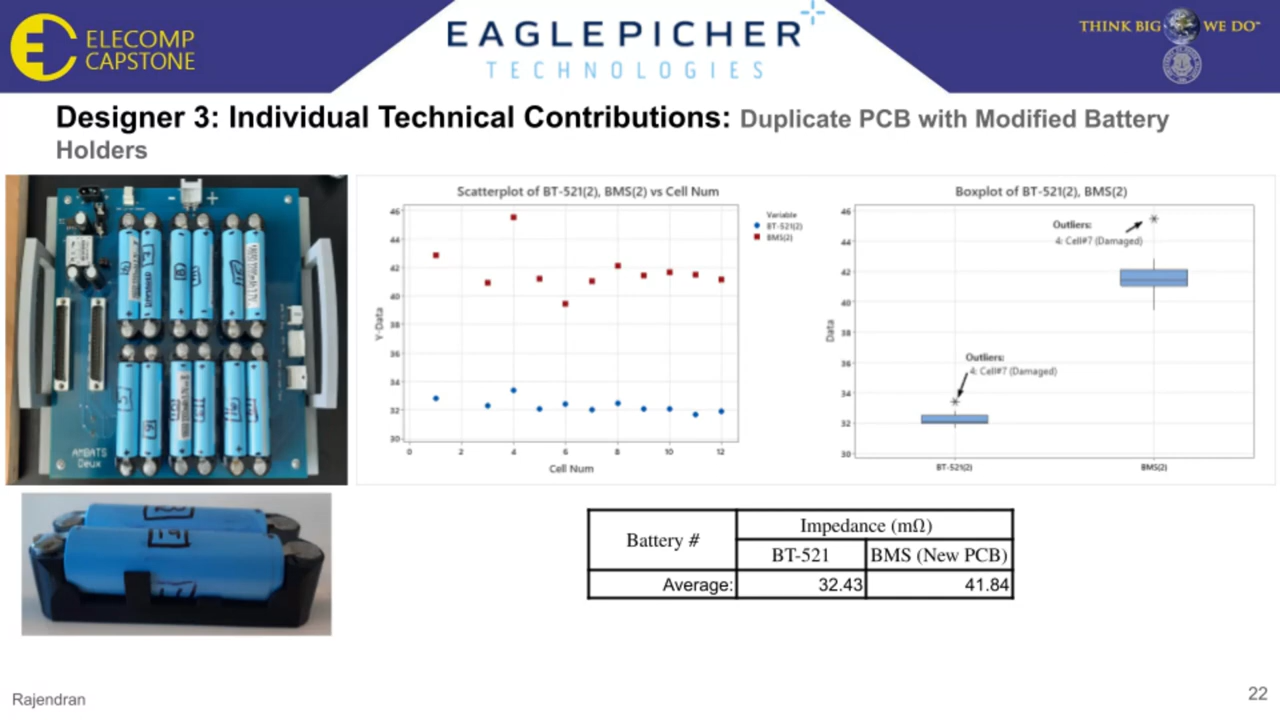 ELECOMP
CAPSTONE
EAGLEPICHER
TECHNOLOGIES
THINK BIG WE DO℠
Designer 3: Individual Technical Contributions: Duplicate PCB with Modified Battery
Holders
AMBATS
Deux
Scatterplot of BT-521(2), BMS(2) vs Cell Num
Variable
BT-521(2)
BMS(2)
46
44
42
40
38
36
34
32
30
Y-Data
0 2 4 6 8 10 12
Cell Num
Boxplot of BT-521(2), BMS(2)
Outliers:
4: Cell#7 (Damaged)
Outliers:
4: Cell#7 (Damaged)
46
44
42
40
38
36
34
32
30
Data
BT-521(2) BMS(2)
Battery # Impedance (mΩ)
BT-521 BMS (New PCB)
Average: 32.43 41.84
Rajendran
22